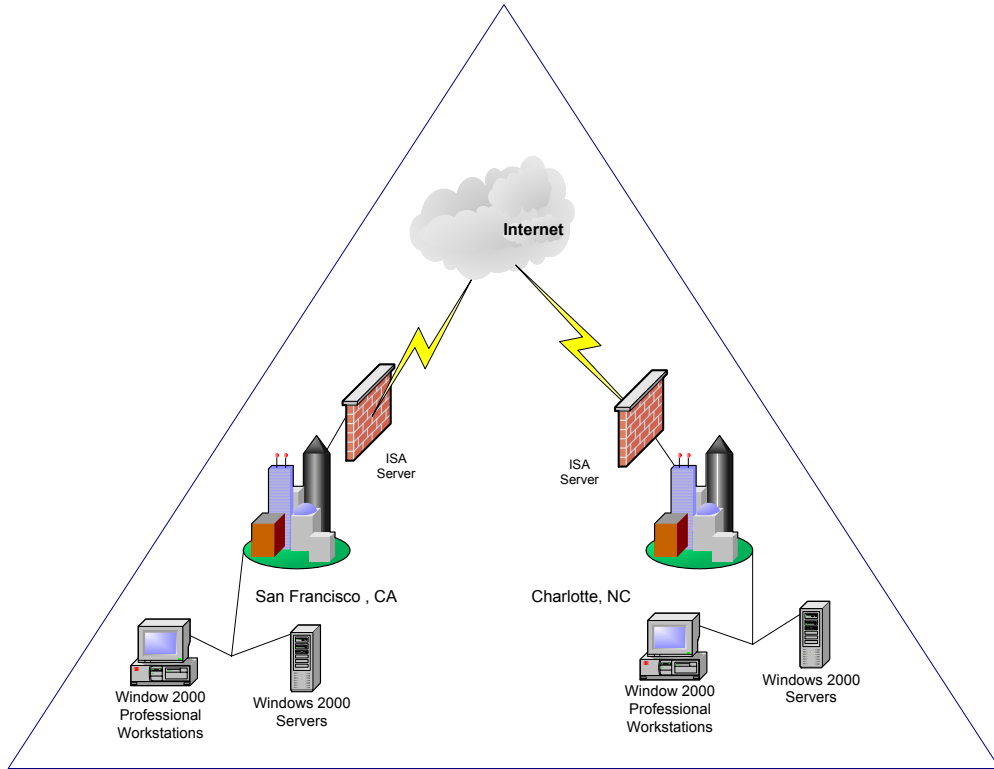 Internet
ISA
Server
ISA
Server
San Francisco , CA
Charlotte, NC
Window 2000
Professional
Workstations
Windows 2000
Servers
Window 2000
Professional
Workstations
Windows 2000
Servers